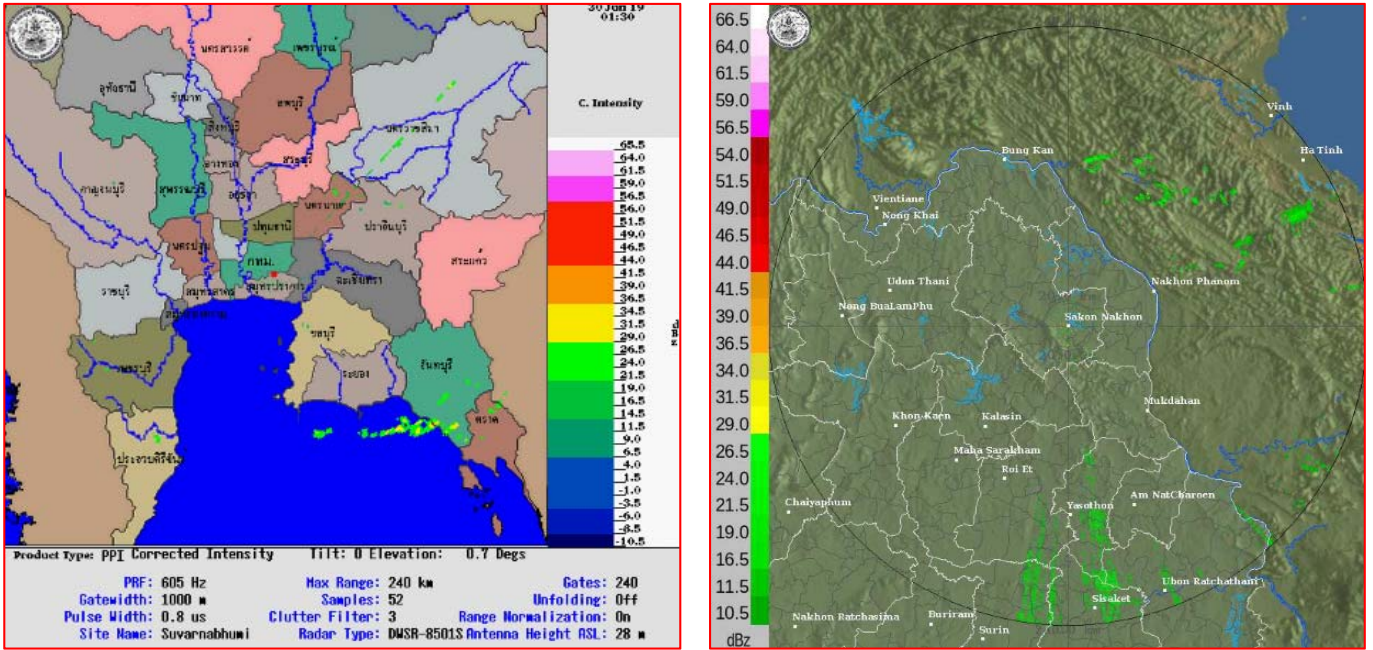 30 Jun 19
01:30
นครสวรรค์
เพชรบูรณ์
อุทัยธานี
ชัยนาท
ลพบุรี
สิงห์บุรี
นครราชสีมา
C. Intensity
อ่างทอง
สระบุรี
กาญจนบุรี
สุพรรณบุรี
อยุธยา
นครนายก
ปราจีนบุรี
ปทุมธานี
นครปฐม
กทม.
สระแก้ว
ฉะเชิงเทรา
ราชบุรี
สมุทรสาคร
สมุทรปราการ
ชลบุรี
เพชรบุรี
ระยอง
จันทบุรี
ตราด
ประจวบคีรีขันธ์
65.5
64.0
61.5
59.0
56.5
56.0
51.5
49.0
46.5
44.0
41.5
39.0
36.5
34.5
31.5
29.0
26.5
24.0
21.5
19.0
16.5
14.5
11.5
9.0
6.5
4.0
1.5
-1.0
-3.5
-6.0
-8.5
-10.5
Product Type: PPI Corrected Intensity Tilt: 0 Elevation: 0.7 Degs
PRF: 605 Hz Max Range: 240 km Gates: 240
Gatewidth: 1000 m Samples: 52 Unfolding: Off
Pulse Width: 0.8 us Clutter Filter: 3 Range Normalization: On
Site Name: Suvarnabhumi Radar Type: DWSR-8501S Antenna Height ASL: 28 m
66.5
64.0
61.5
59.0
56.5
54.0
51.5
49.0
46.5
44.0
41.5
39.0
36.5
34.0
31.5
29.0
26.5
24.0
21.5
19.0
16.5
11.5
10.5
dBz
Vinh
Bung Kan
Ha Tinh
Vientiane
Nong Khai
Udon Thani
Nakhon Phanom
Nong BuaLamPhu
Sakon Nakhon
Mukdahan
Khon Kaen
Kalasin
Maha Sarakham
Roi Et
Chaiyaphum
Am NatCharoen
Yasothon
Ubon Ratchathani
Sisaket
Nakhon Ratchasima
Buriram
Surin